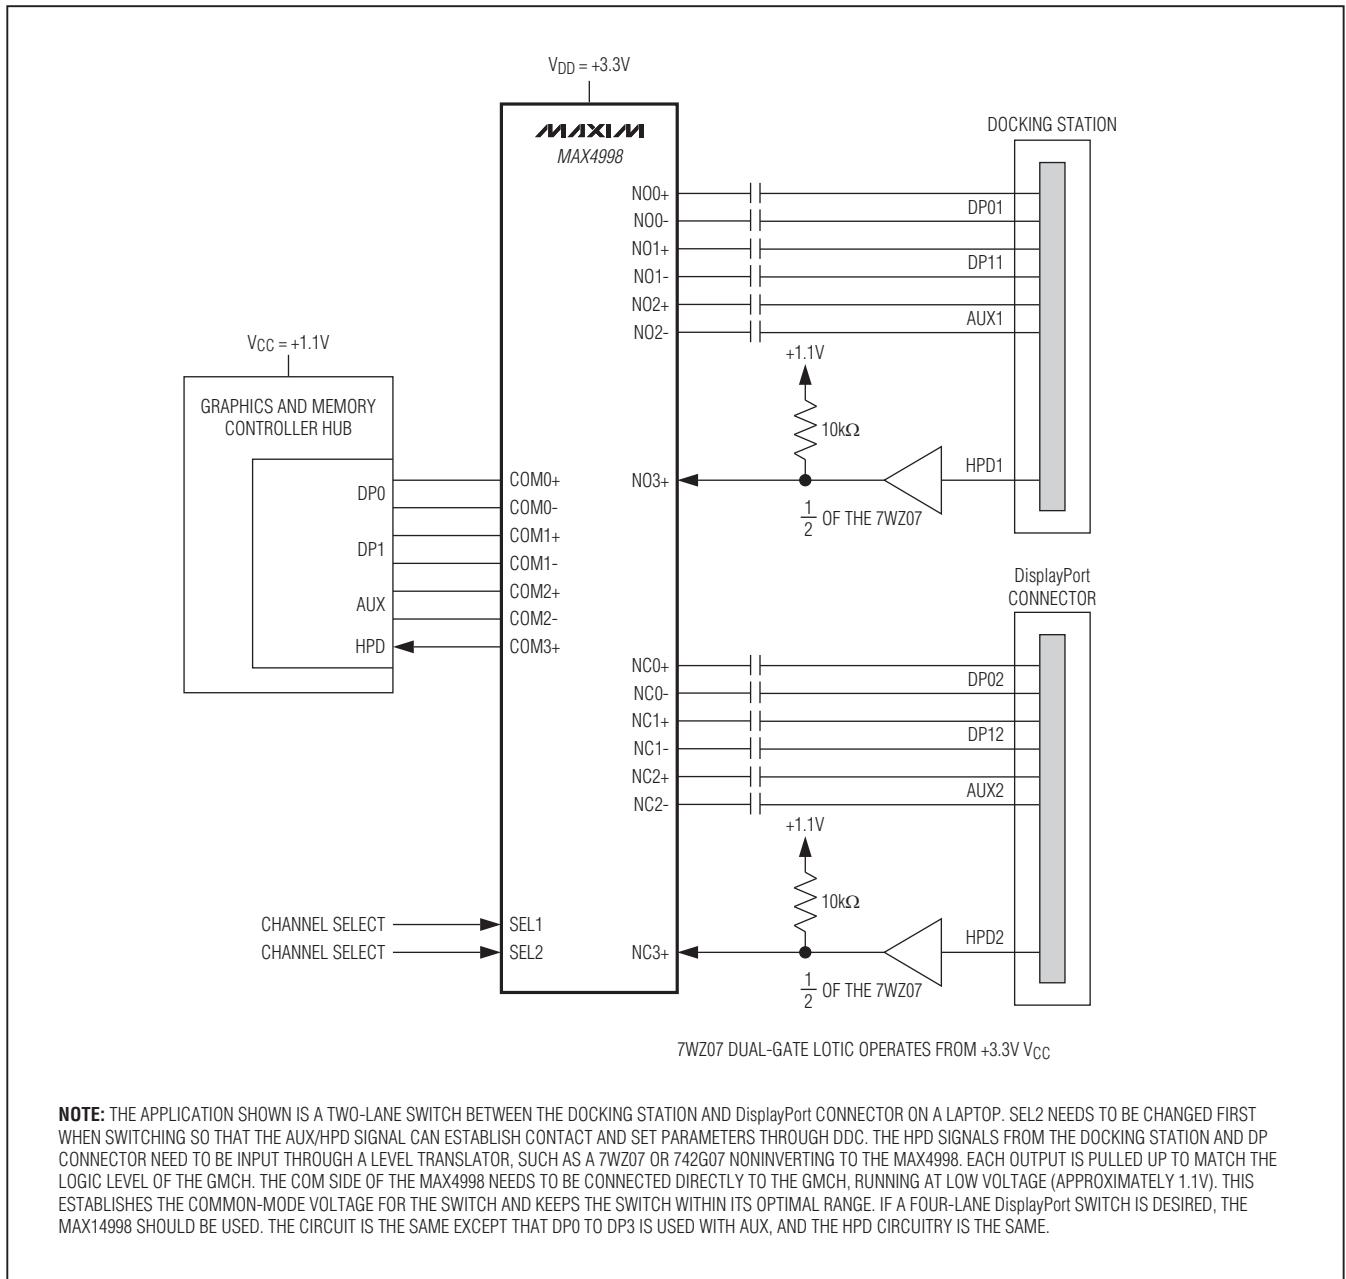 VDD = +3.3V
MAXIM
MAX4998
DOCKING STATION
NO0+
DP01
NO0-
NO1+
DP11
NO1-
NO2+
AUX1
NO2-
+1.1V
10kΩ
NO3+
HPD1
1/2 OF THE 7WZ07
VCC = +1.1V
GRAPHICS AND MEMORY
CONTROLLER HUB
DP0
DP1
AUX
HPD
COM0+
COM0-
COM1+
COM1-
COM2+
COM2-
COM3+
DisplayPort
CONNECTOR
NC0+
DP02
NC0-
NC1+
DP12
NC1-
NC2+
AUX2
NC2-
+1.1V
10kΩ
CHANNEL SELECT
SEL1
CHANNEL SELECT
SEL2
NC3+
HPD2
1/2 OF THE 7WZ07
7WZ07 DUAL-GATE LOTIC OPERATES FROM +3.3V VCC
NOTE: THE APPLICATION SHOWN IS A TWO-LANE SWITCH BETWEEN THE DOCKING STATION AND DisplayPort CONNECTOR ON A LAPTOP. SEL2 NEEDS TO BE CHANGED FIRST
WHEN SWITCHING SO THAT THE AUX/HPD SIGNAL CAN ESTABLISH CONTACT AND SET PARAMETERS THROUGH DDC. THE HPD SIGNALS FROM THE DOCKING STATION AND DP
CONNECTOR NEED TO BE INPUT THROUGH A LEVEL TRANSLATOR, SUCH AS A 7WZ07 OR 742G07 NONINVERTING TO THE MAX4998. EACH OUTPUT IS PULLED UP TO MATCH THE
LOGIC LEVEL OF THE GMCH. THE COM SIDE OF THE MAX4998 NEEDS TO BE CONNECTED DIRECTLY TO THE GMCH, RUNNING AT LOW VOLTAGE (APPROXIMATELY 1.1V). THIS
ESTABLISHES THE COMMON-MODE VOLTAGE FOR THE SWITCH AND KEEPS THE SWITCH WITHIN ITS OPTIMAL RANGE. IF A FOUR-LANE DisplayPort SWITCH IS DESIRED, THE
MAX14998 SHOULD BE USED. THE CIRCUIT IS THE SAME EXCEPT THAT DP0 TO DP3 IS USED WITH AUX, AND THE HPD CIRCUITRY IS THE SAME.